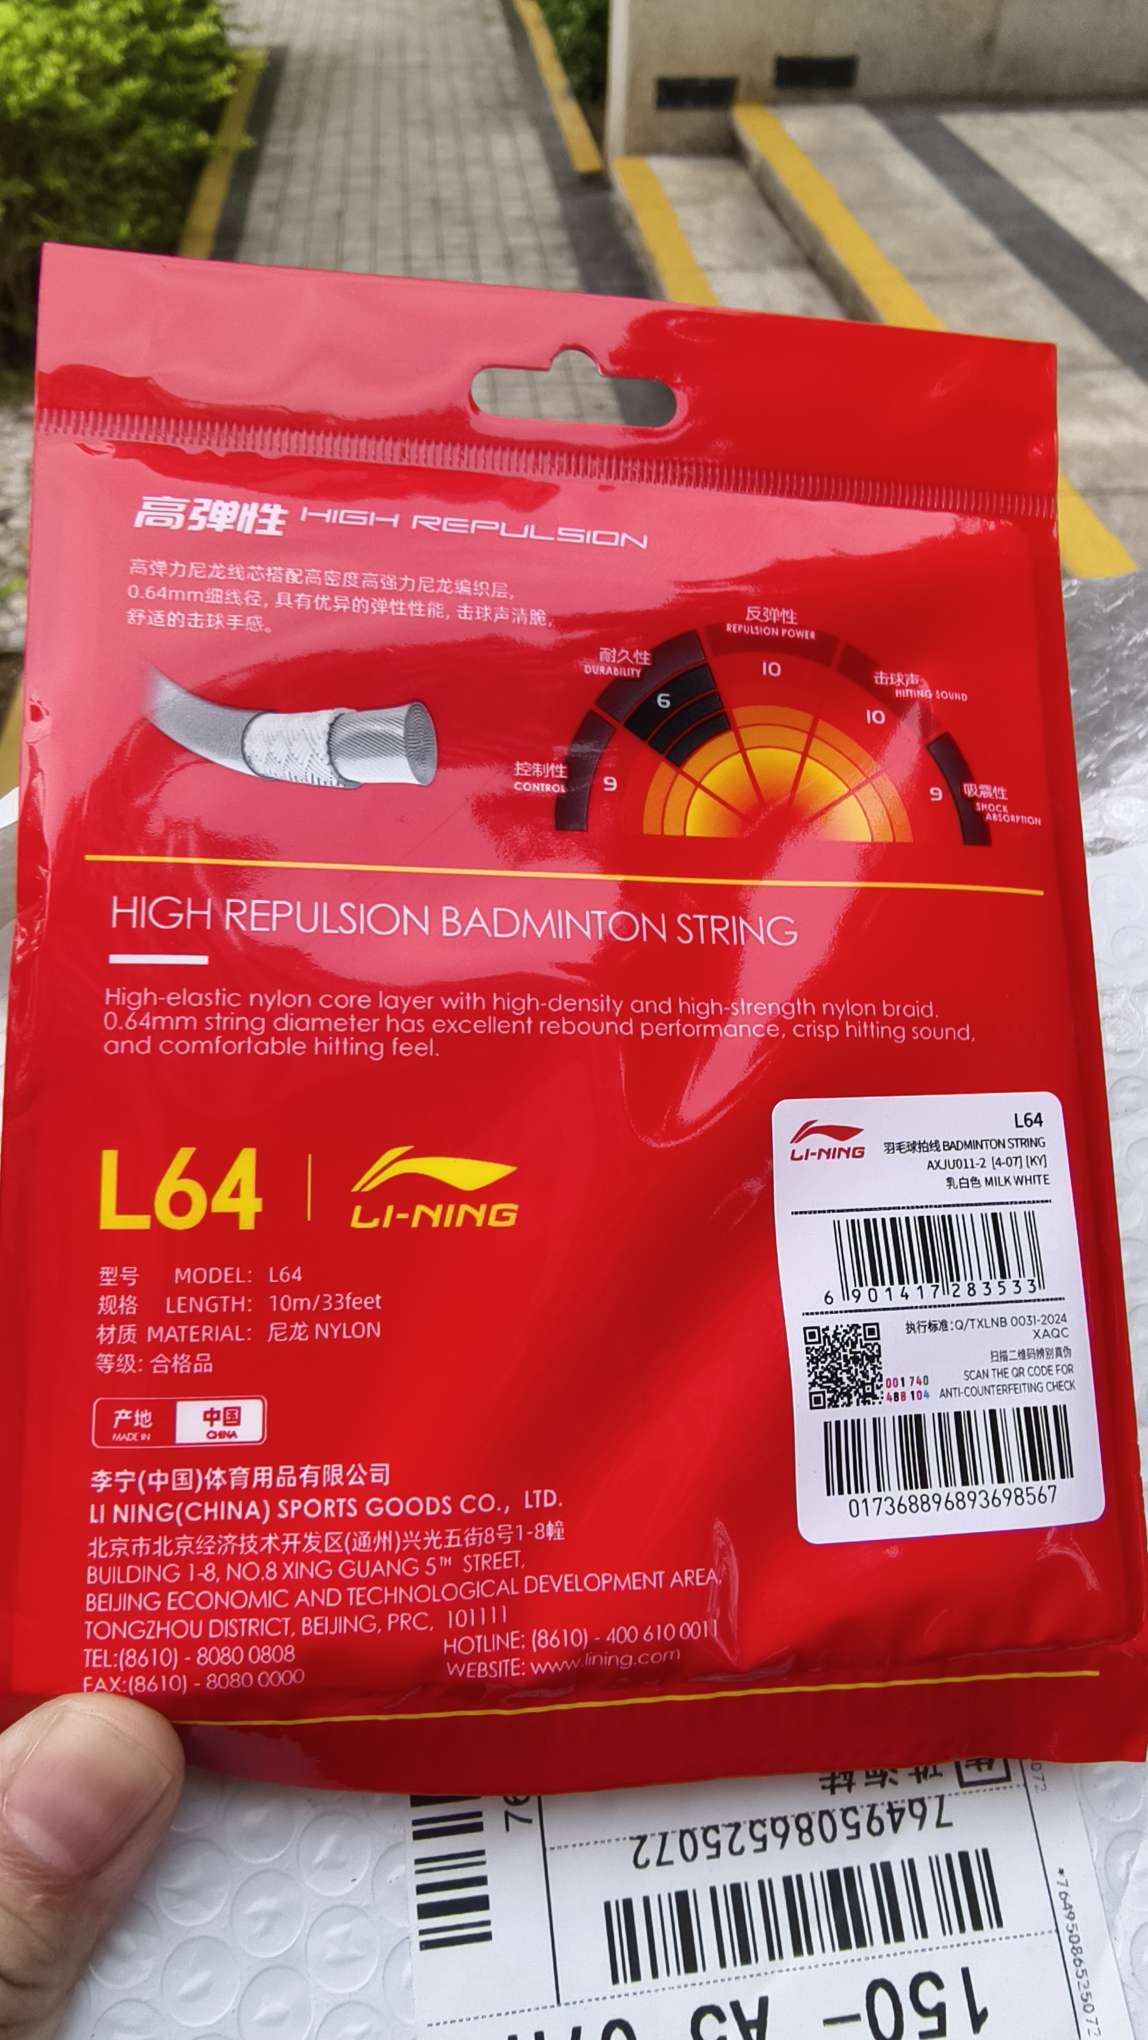 高弹性 HIGH REPULSION
高弹力尼龙线芯搭配高密度高强力尼龙编织层,
0.64mm细线径, 具有优异的弹性性能, 击球声清脆,
舒适的击球手感。
反弹性
REPULSION POWER
10
耐久性
DURABILITY
6
击球声
HITTING SOUND
10
控制性
CONTROL
9
吸震性
SHOCK
ABSORPTION
9
HIGH REPULSION BADMINTON STRING
High-elastic nylon core layer with high-density and high-strength nylon braid.
0.64mm string diameter has excellent rebound performance, crisp hitting sound,
and comfortable hitting feel.
L64 | LI-NING
型号 MODEL: L64
规格 LENGTH: 10m/33feet
材质 MATERIAL: 尼龙 NYLON
等级: 合格品
产地 中国
MADE IN CHINA
李宁(中国)体育用品有限公司
LI NING(CHINA) SPORTS GOODS CO., LTD.
北京市北京经济技术开发区(通州)兴光五街8号1-8幢
BUILDING 1-8, NO.8 XING GUANG 5TH STREET,
BEIJING ECONOMIC AND TECHNOLOGICAL DEVELOPMENT AREA,
TONGZHOU DISTRICT, BEIJING, PRC, 101111
TEL:(8610) - 8080 0808
HOTLINE: (8610) - 400 610 0011
FAX:(8610) - 8080 0000
WEBSITE: www.lining.com
L64
LI-NING
羽毛球拍线 BADMINTON STRING
AXJU011-2 [4-07] [KY]
乳白色 MILK WHITE
6 901417 283533
执行标准:Q/TXLNB 0031-2024
XAQC
扫描二维码辨别真伪
SCAN THE QR CODE FOR
ANTI-COUNTERFEITING CHECK
001 740
488 104
017368896893698567
76495086525072
*76495086525072
150-